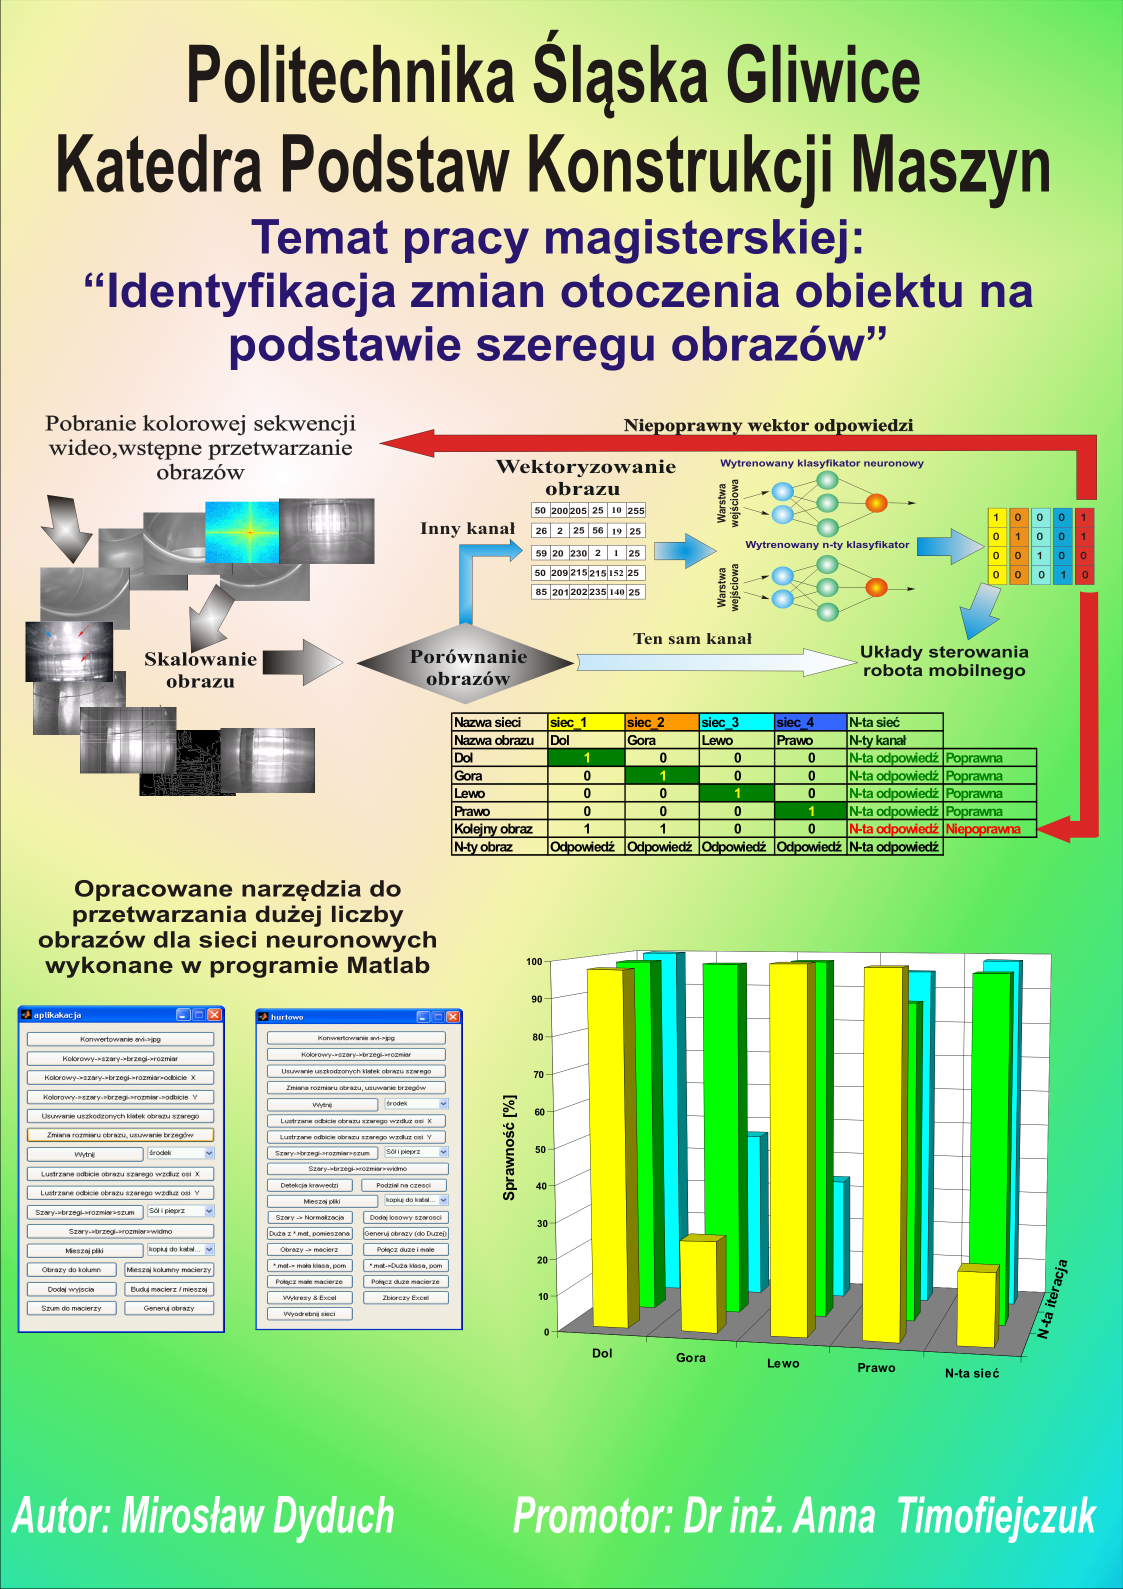 Politechnika Śląska Gliwice
Katedra Podstaw Konstrukcji Maszyn
Temat pracy magisterskiej:
“Identyfikacja zmian otoczenia obiektu na
podstawie szeregu obrazów”
Pobranie kolorowej sekwencji
wideo,wstępne przetwarzanie
obrazów
Niepoprawny wektor odpowiedzi
Wektoryzowanie
obrazu
Inny kanał
50 200 205 25 10 255
26 2 25 56 19 25
59 20 230 2 1 25
50 209 215 215 152 25
85 201 202 235 140 25
Wytrenowany klasyfikator neuronowy
Warstwa
wejściowa
Wytrenowany n-ty klasyfikator
Warstwa
wejściowa
1 0 0 0 1
0 1 0 0 1
0 0 1 0 0
0 0 0 1 0
Skalowanie
obrazu
Porównanie
obrazów
Ten sam kanał
Układy sterowania
robota mobilnego
Nazwa sieci siec_1 siec_2 siec_3 siec_4 N-ta sieć
Nazwa obrazu Dol Gora Lewo Prawo N-ty kanał
Dol 1 0 0 0 N-ta odpowiedź Poprawna
Gora 0 1 0 0 N-ta odpowiedź Poprawna
Lewo 0 0 1 0 N-ta odpowiedź Poprawna
Prawo 0 0 0 1 N-ta odpowiedź Poprawna
Kolejny obraz 1 1 0 0 N-ta odpowiedź Niepoprawna
N-ty obraz Odpowiedź Odpowiedź Odpowiedź Odpowiedź N-ta odpowiedź
Opracowane narzędzia do
przetwarzania dużej liczby
obrazów dla sieci neuronowych
wykonane w programie Matlab
aplikakacja
Konwertowanie avi->jpg
Kolorowy->szary->brzegi->rozmiar
Kolorowy->szary->brzegi->rozmiar>odbicie X
Kolorowy->szary->brzegi->rozmiar->odbicie Y
Usuwanie uszkodzonych klatek obrazu szarego
Zmiana rozmiaru obrazu, usuwanie brzegów
Wytnij środek
Lustrzane odbicie obrazu szarego wzdluz osi X
Lustrzane odbicie obrazu szarego wzdluz osi Y
Szary->brzegi->rozmiar>szum Sól i pieprz
Szary->brzegi->rozmiar>widmo
Mieszaj pliki kopiuj do katal...
Obrazy do kolumn Mieszaj kolumny macierzy
Dodaj wyjscia Buduj macierz / mieszaj
Szum do macierzy Generuj obrazy
hurtowo
Konwertowanie avi->jpg
Kolorowy->szary->brzegi->rozmiar
Usuwanie uszkodzonych klatek obrazu szarego
Zmiana rozmiaru obrazu, usuwanie brzegów
Wytnij środek
Lustrzane odbicie obrazu szarego wzdluz osi X
Lustrzane odbicie obrazu szarego wzdluz osi Y
Szary->brzegi->rozmiar>szum Sól i pieprz
Szary->brzegi->rozmiar>widmo
Detekcja krawedzi Podzial na czesci
Mieszaj pliki kopiuj do katal...
Szary -> Normalizacja Dodaj losowy szarosci
Duża z *.mat, pomieszana Generuj obrazy (do Duzej)
Obrazy -> macierz Połącz duze i male
*.mat-> mała klasa, pom *.mat->Duża klasa, pom
Połącz małe macierze Połącz duze macierze
Wykresy & Excel Zbiorczy Excel
Wyodrebnij sieci
Sprawność [%]
100
90
80
70
60
50
40
30
20
10
0
Dol
Gora
Lewo
Prawo
N-ta sieć
N-ta iteracja
Autor: Mirosław Dyduch
Promotor: Dr inż. Anna Timofiejczuk